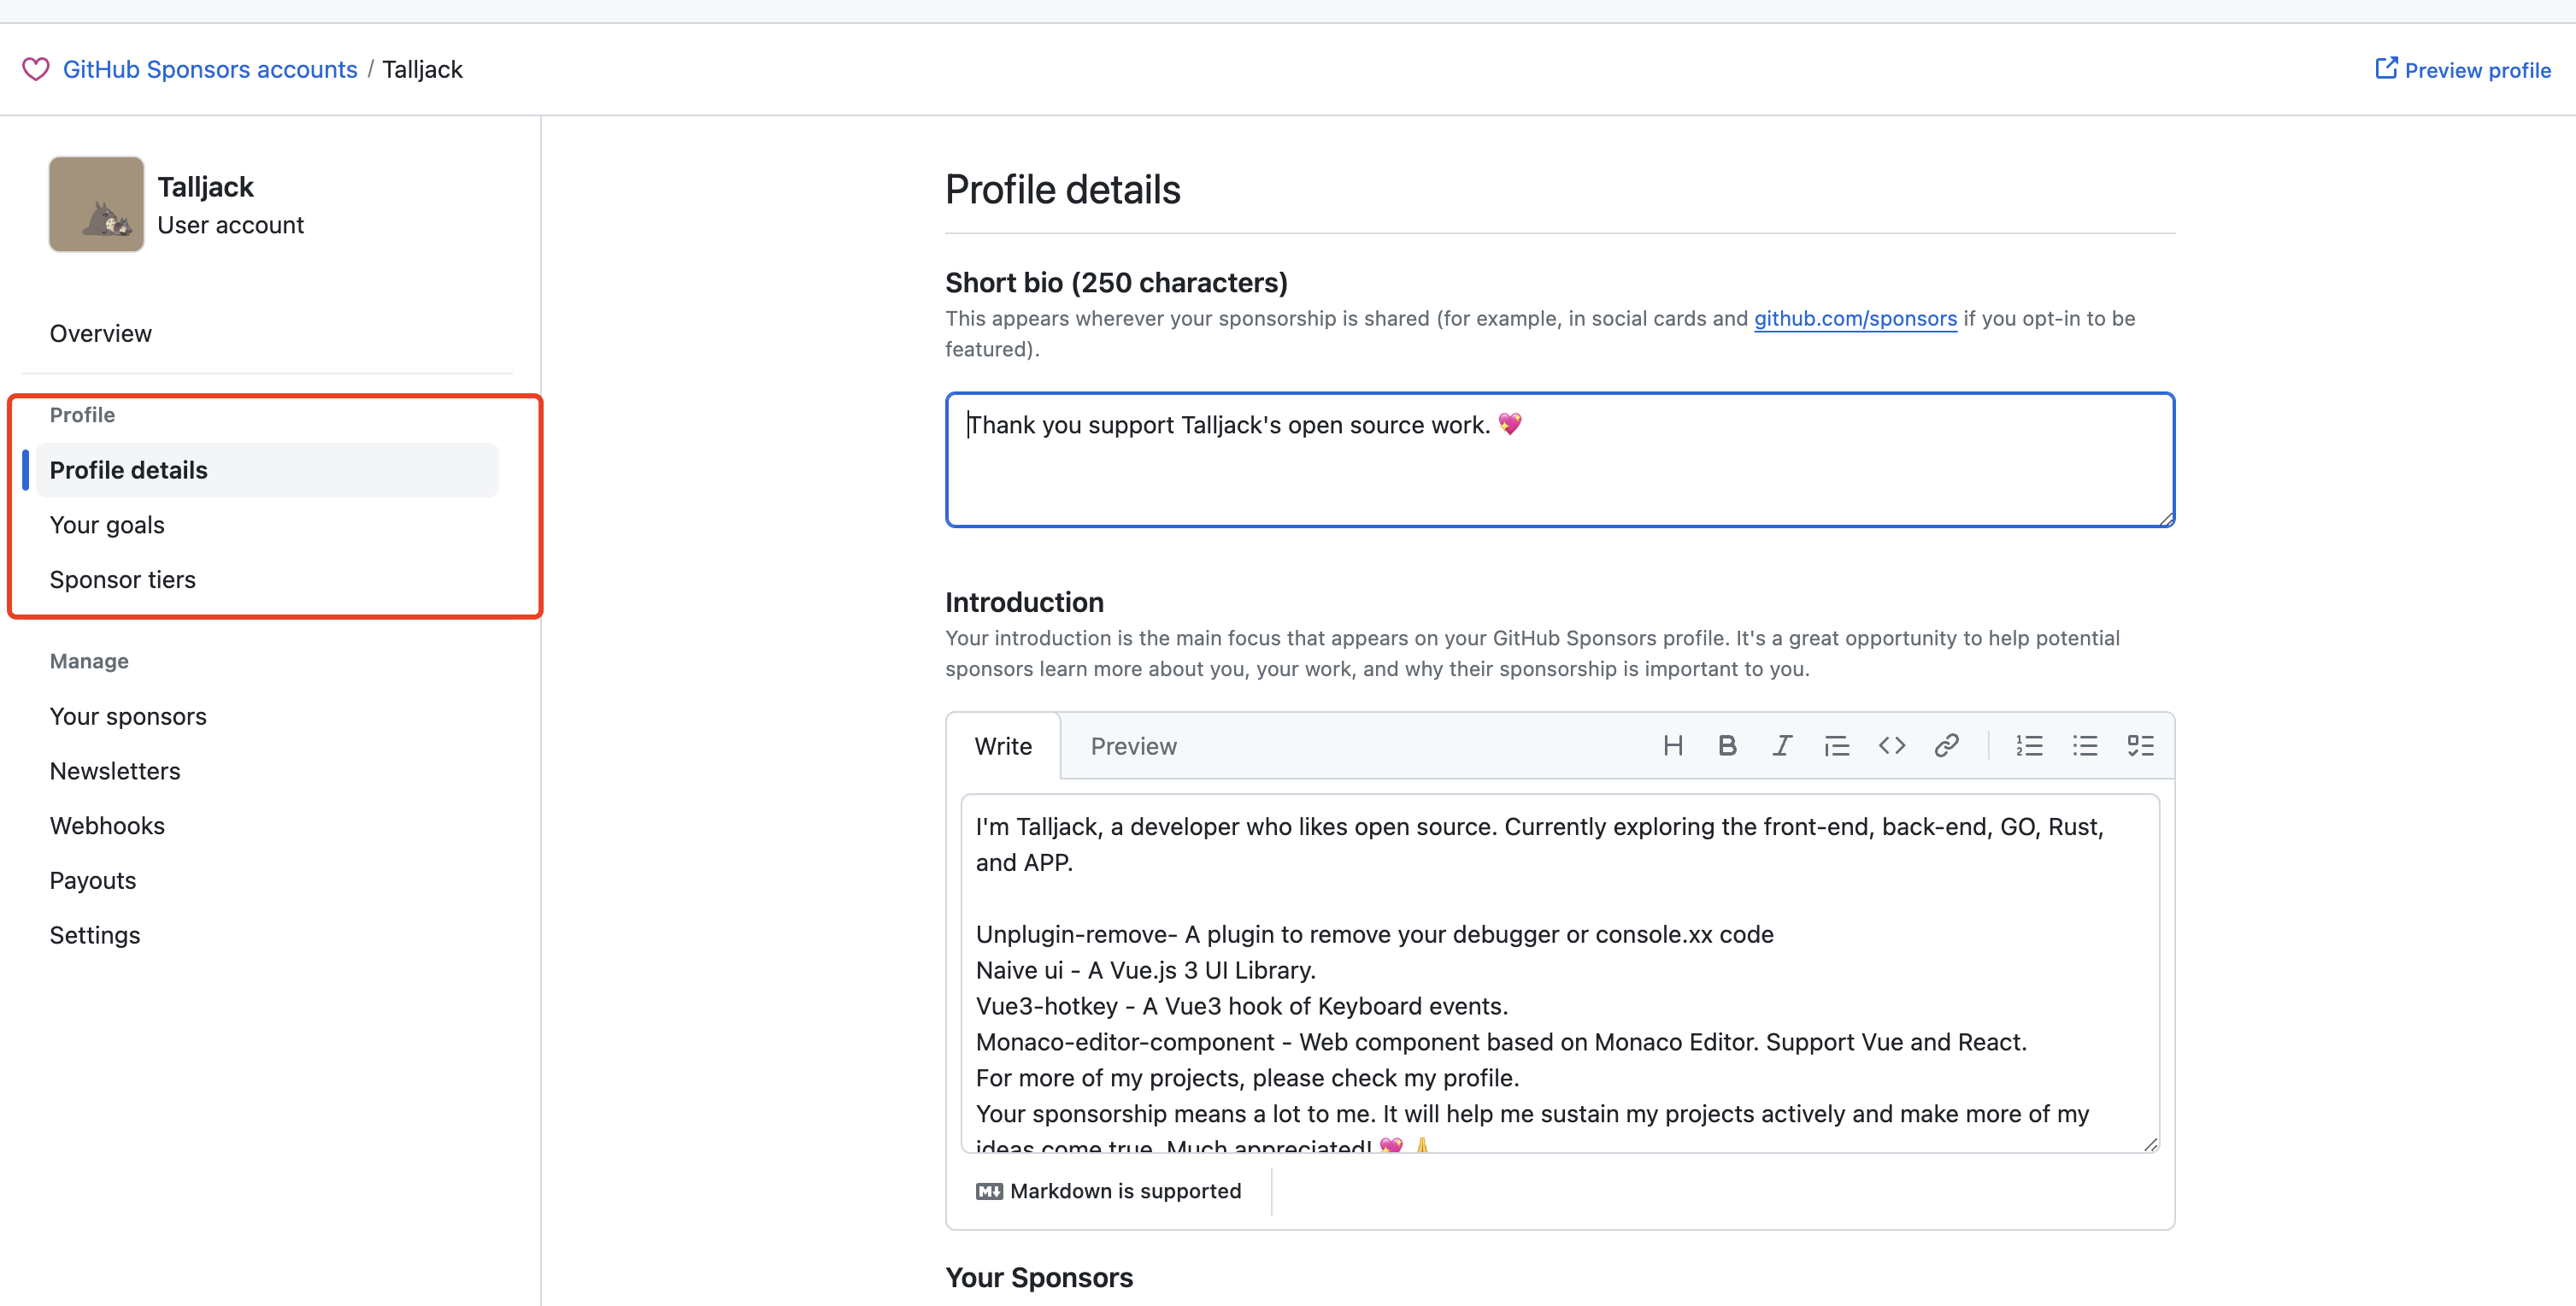 GitHub Sponsors accounts / Talljack
Preview profile
Talljack
User account
Overview
Profile
Profile details
Your goals
Sponsor tiers
Manage
Your sponsors
Newsletters
Webhooks
Payouts
Settings
Profile details
Short bio (250 characters)
This appears wherever your sponsorship is shared (for example, in social cards and github.com/sponsors if you opt-in to be
featured).
Thank you support Talljack's open source work. 💖
Introduction
Your introduction is the main focus that appears on your GitHub Sponsors profile. It's a great opportunity to help potential
sponsors learn more about you, your work, and why their sponsorship is important to you.
Write Preview
I'm Talljack, a developer who likes open source. Currently exploring the front-end, back-end, GO, Rust,
and APP.
Unplugin-remove- A plugin to remove your debugger or console.xx code
Naive ui - A Vue.js 3 UI Library.
Vue3-hotkey - A Vue3 hook of Keyboard events.
Monaco-editor-component - Web component based on Monaco Editor. Support Vue and React.
For more of my projects, please check my profile.
Your sponsorship means a lot to me. It will help me sustain my projects actively and make more of my
ideas come true. Much appreciated! 💖🙏
Markdown is supported
Your Sponsors